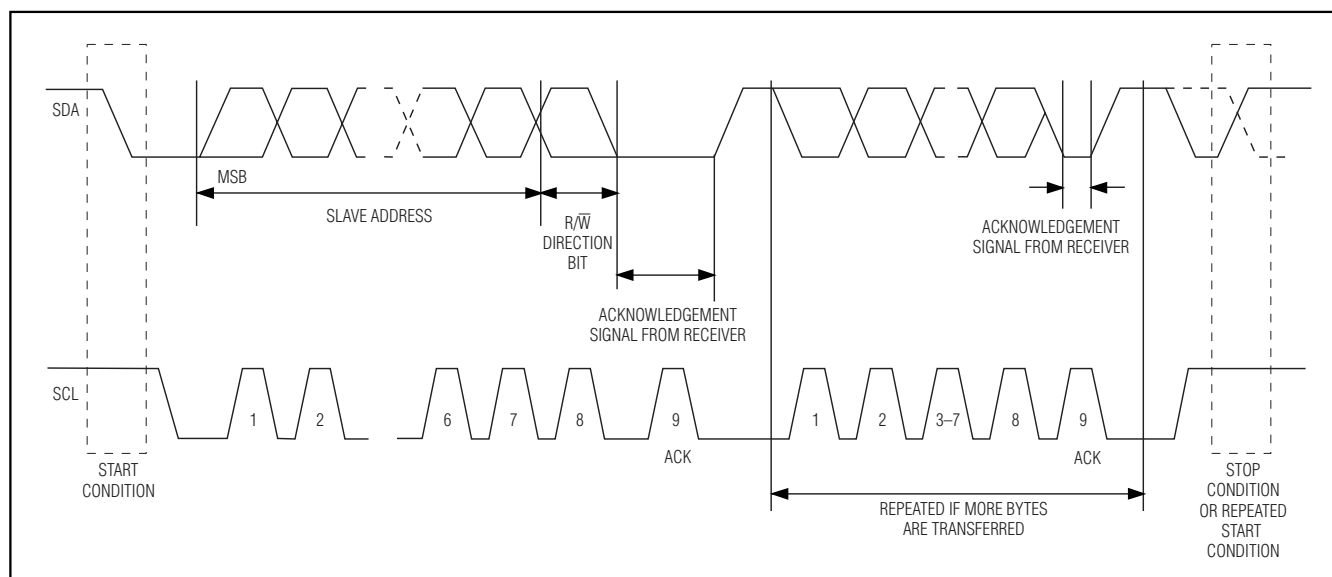 SDA
MSB
SLAVE ADDRESS
R/W̅
DIRECTION
BIT
ACKNOWLEDGEMENT
SIGNAL FROM RECEIVER
ACKNOWLEDGEMENT
SIGNAL FROM RECEIVER
SCL
1 2 6 7 8 9 1 2 3–7 8 9
ACK ACK
START
CONDITION
REPEATED IF MORE BYTES
ARE TRANSFERRED
STOP
CONDITION
OR REPEATED
START
CONDITION